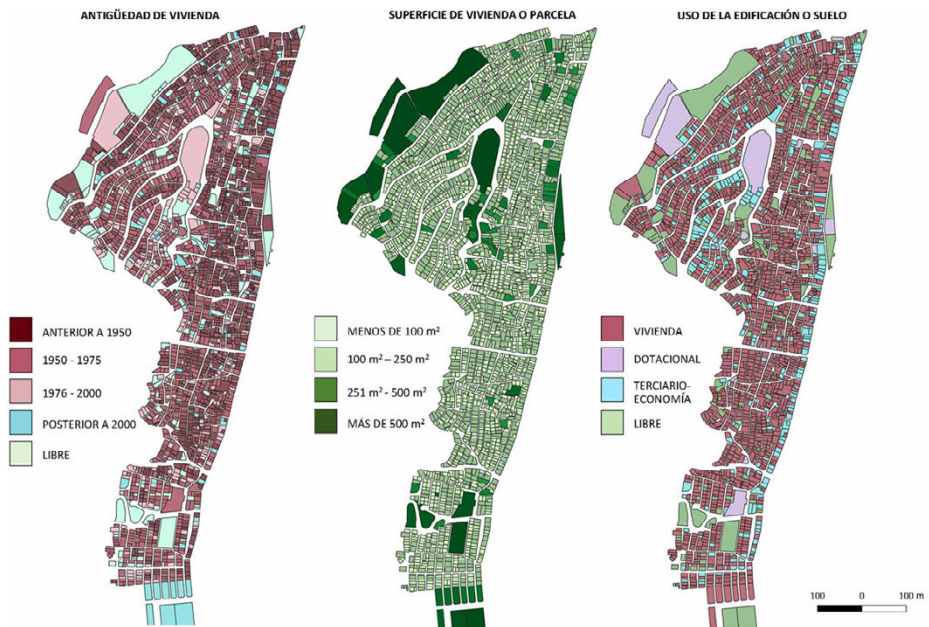 ANTIGÜEDAD DE VIVIENDA
ANTERIOR A 1950
1950 - 1975
1976 - 2000
POSTERIOR A 2000
LIBRE
SUPERFICIE DE VIVIENDA O PARCELA
MENOS DE 100 m²
100 m² – 250 m²
251 m² - 500 m²
MÁS DE 500 m²
USO DE LA EDIFICACIÓN O SUELO
VIVIENDA
DOTACIONAL
TERCIARIO-
ECONOMÍA
LIBRE
100 0 100 m